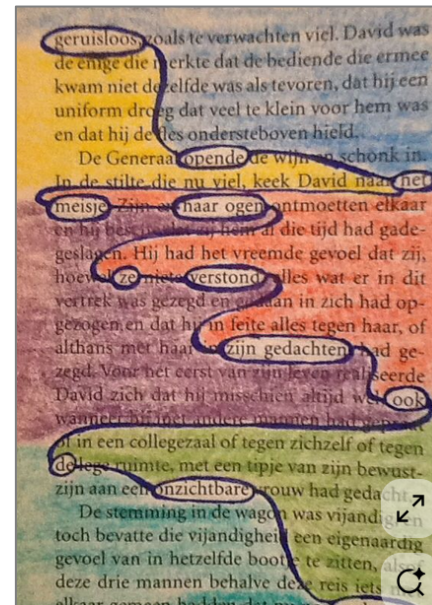 geruisloos, zoals te verwachten viel. David was
de enige die merkte dat de bediende die ermee
kwam niet dezelfde was als tevoren, dat hij een
uniform droeg dat veel te klein voor hem was
en dat hij de fles ondersteboven hield.
De Generaal opende de wijn en schonk in.
In de stilte die nu viel, keek David naar het
meisje. Zijn en haar ogen ontmoetten elkaar
en hij besefte dat zij hem al die tijd had gade-
geslagen. Hij had het vreemde gevoel dat zij,
hoewel ze niets verstond, alles wat er in dit
vertrek was gezegd en gedaan in zich had op-
gezogen en dat hij in feite alles tegen haar, of
althans met haar in zijn gedachten had ge-
zegd. Voor het eerst van zijn leven realiseerde
David zich dat hij misschien altijd wel ook
wanneer hij met andere mannen had gepraat
of in een collegezaal of tegen zichzelf of tegen
de lege ruimte, met een tipje van zijn bewust-
zijn aan een onzichtbare vrouw had gedacht.
De stemming in de wagon was vijandig en
toch bevatte die vijandigheid een eigenaardig
gevoel van in hetzelfde bootje te zitten,
deze drie mannen behalve deze reis iets